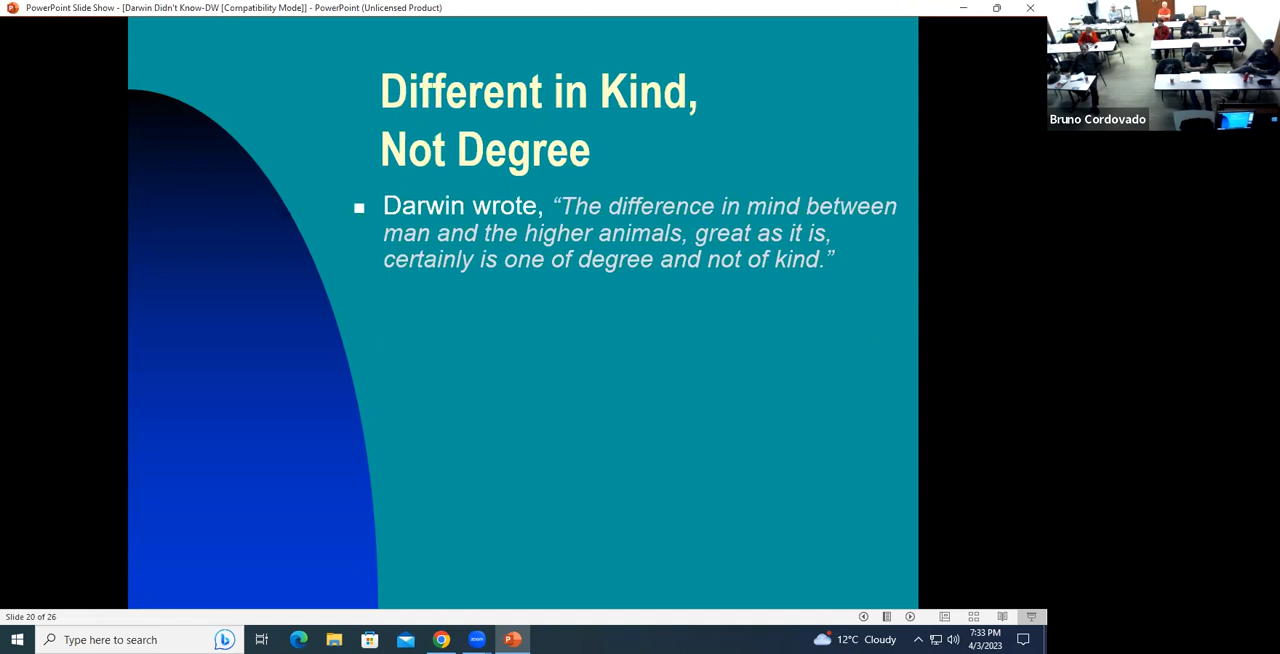 PowerPoint Slide Show - [Darwin Didn't Know-DW [Compatibility Mode]] - PowerPoint (Unlicensed Product)
Bruno Cordovado
Different in Kind,
Not Degree
Darwin wrote, “The difference in mind between
man and the higher animals, great as it is,
certainly is one of degree and not of kind.”
Slide 20 of 26
Type here to search
zoom
12°C Cloudy
7:33 PM
4/3/2023